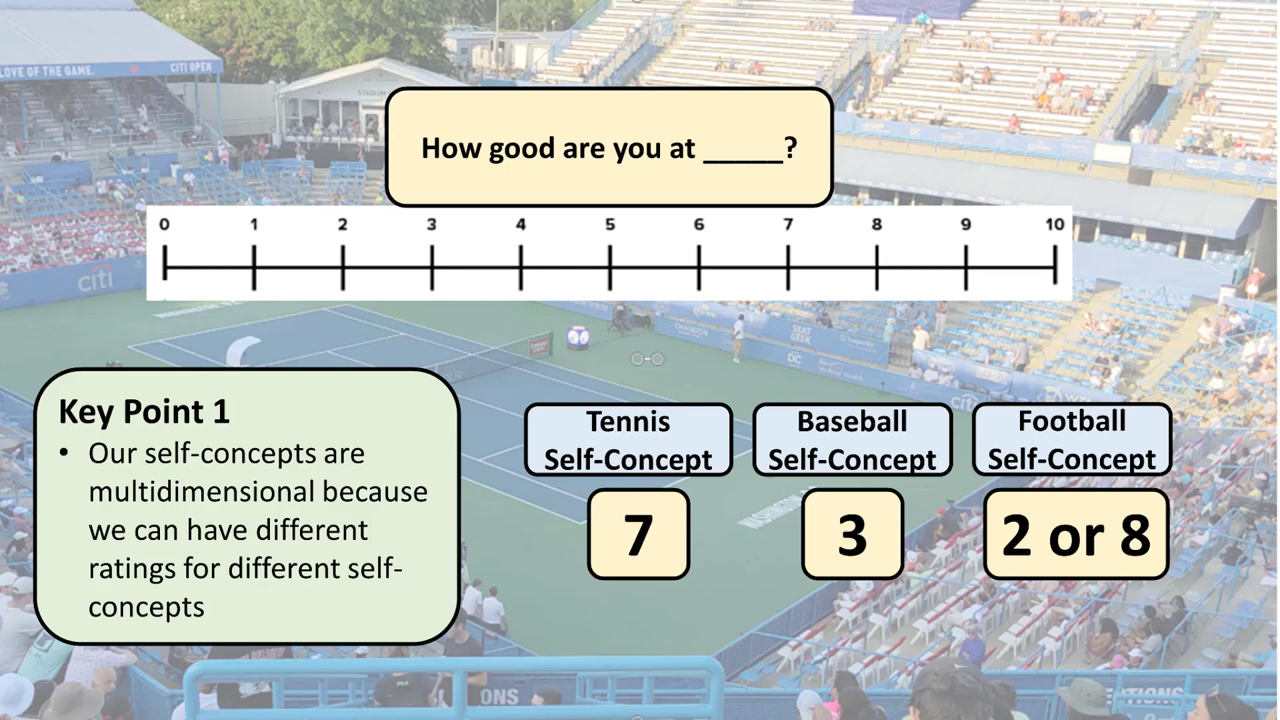 LOVE OF THE GAME.
CITI OPEN
How good are you at _____?
0 1 2 3 4 5 6 7 8 9 10
citi
Key Point 1
• Our self-concepts are
multidimensional because
we can have different
ratings for different self-
concepts
Tennis
Self-Concept
7
Baseball
Self-Concept
3
Football
Self-Concept
2 or 8